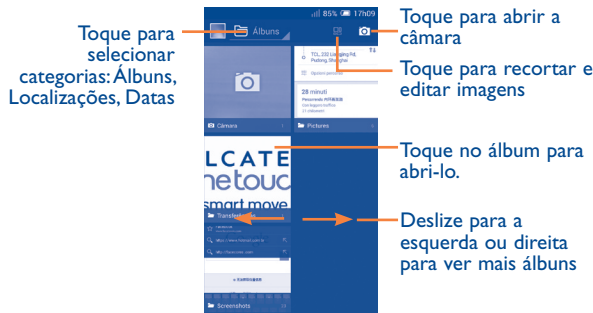 85% 17h09
Álbuns
Toque para
selecionar
categorias: Álbuns,
Localizações, Datas
Toque para abrir a
câmara
Toque para recortar e
editar imagens
Toque no álbum para
abri-lo.
Deslize para a
esquerda ou direita
para ver mais álbuns
28 minuti
Câmara
Pictures
LCATE
netouc
smart move
Screenshots